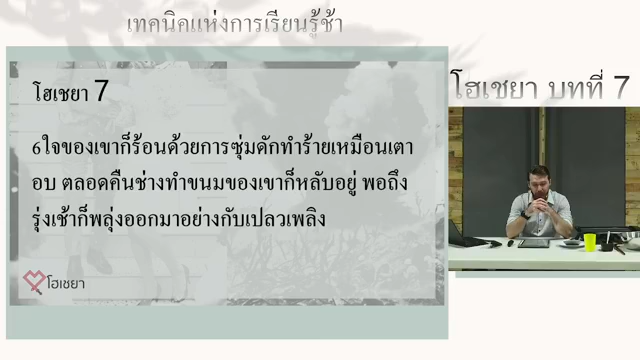 เทคนิคแห่งการเรียนรู้ช้า
โฮเชยา บทที่ 7
โฮเชยา 7
6ใจของเขาก็ร้อนด้วยการซุ่มดักทำร้ายเหมือนเตา
อบ ตลอดคืนช่างทำขนมของเขาก็หลับอยู่ พอถึง
รุ่งเช้าก็พลุ่งออกมาอย่างกับเปลวเพลิง
โฮเชยา